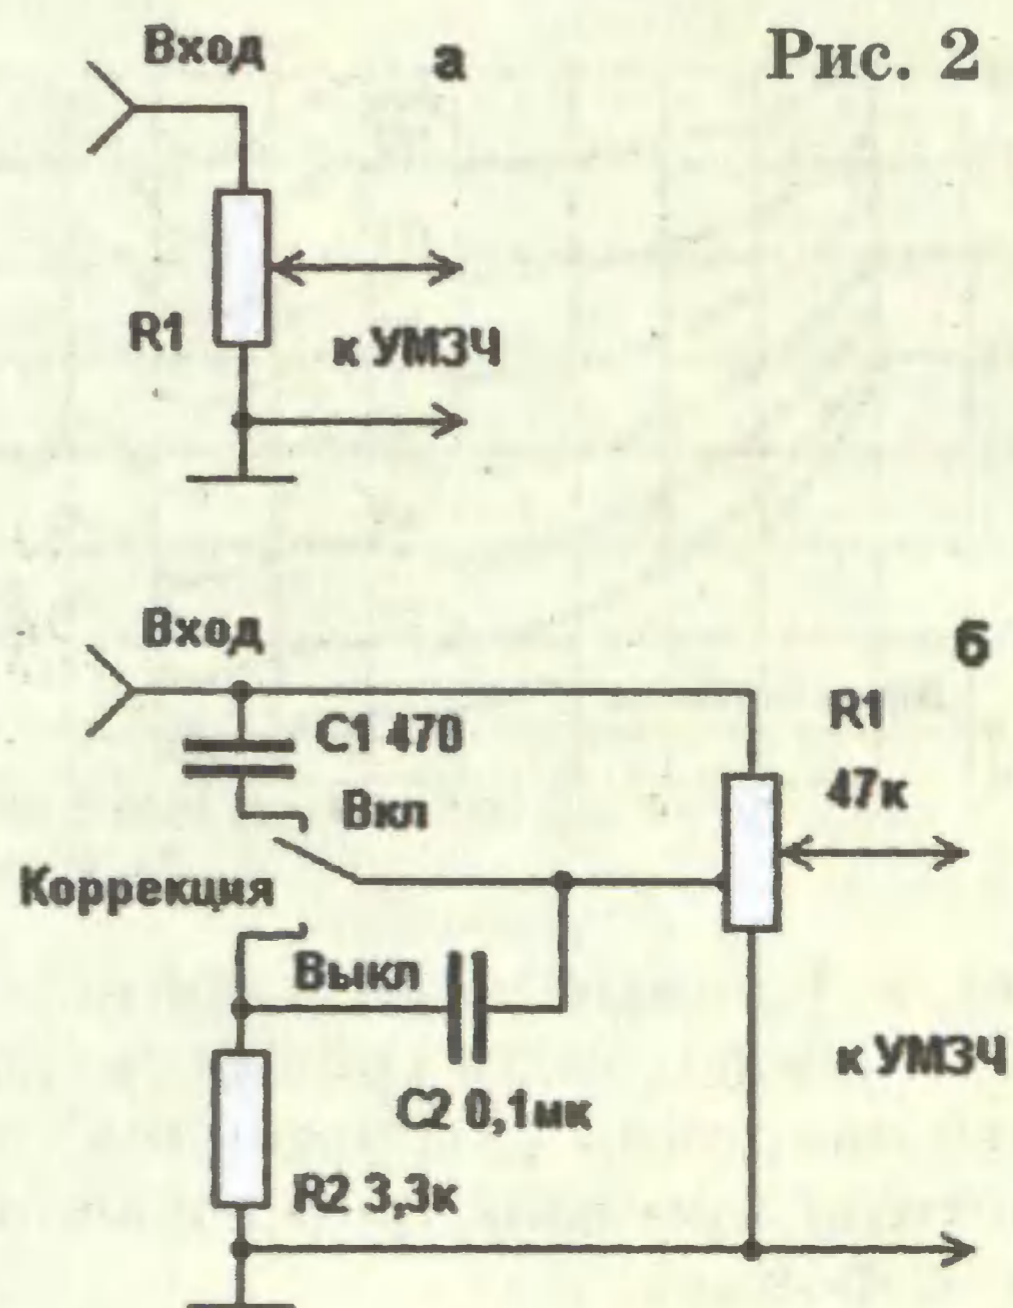 Рис. 2
Вход
а
R1
к УМЗЧ
Вход
б
C1 470
R1
47к
Вкл
Коррекция
Выкл
C2 0,1мк
к УМЗЧ
R2 3,3к